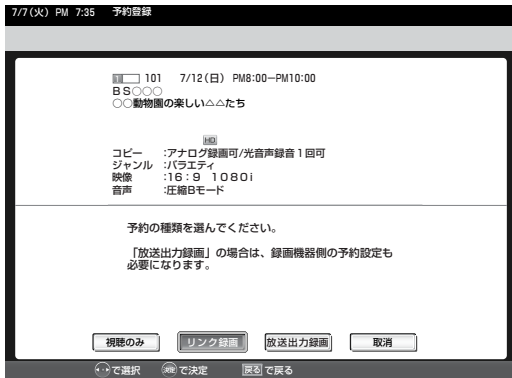 7/7(火) PM 7:35 予約登録
1 101 7/12(日) PM8:00−PM10:00
BS○○○
○○動物園の楽しい△△たち
HD
コピー :アナログ録画可/光音声録音1回可
ジャンル :バラエティ
映像 :16:9 1080i
音声 :圧縮Bモード
予約の種類を選んでください。
「放送出力録画」の場合は、録画機器側の予約設定も
必要になります。
視聴のみ リンク録画 放送出力録画 取消
で選択 決定で決定 戻るで戻る